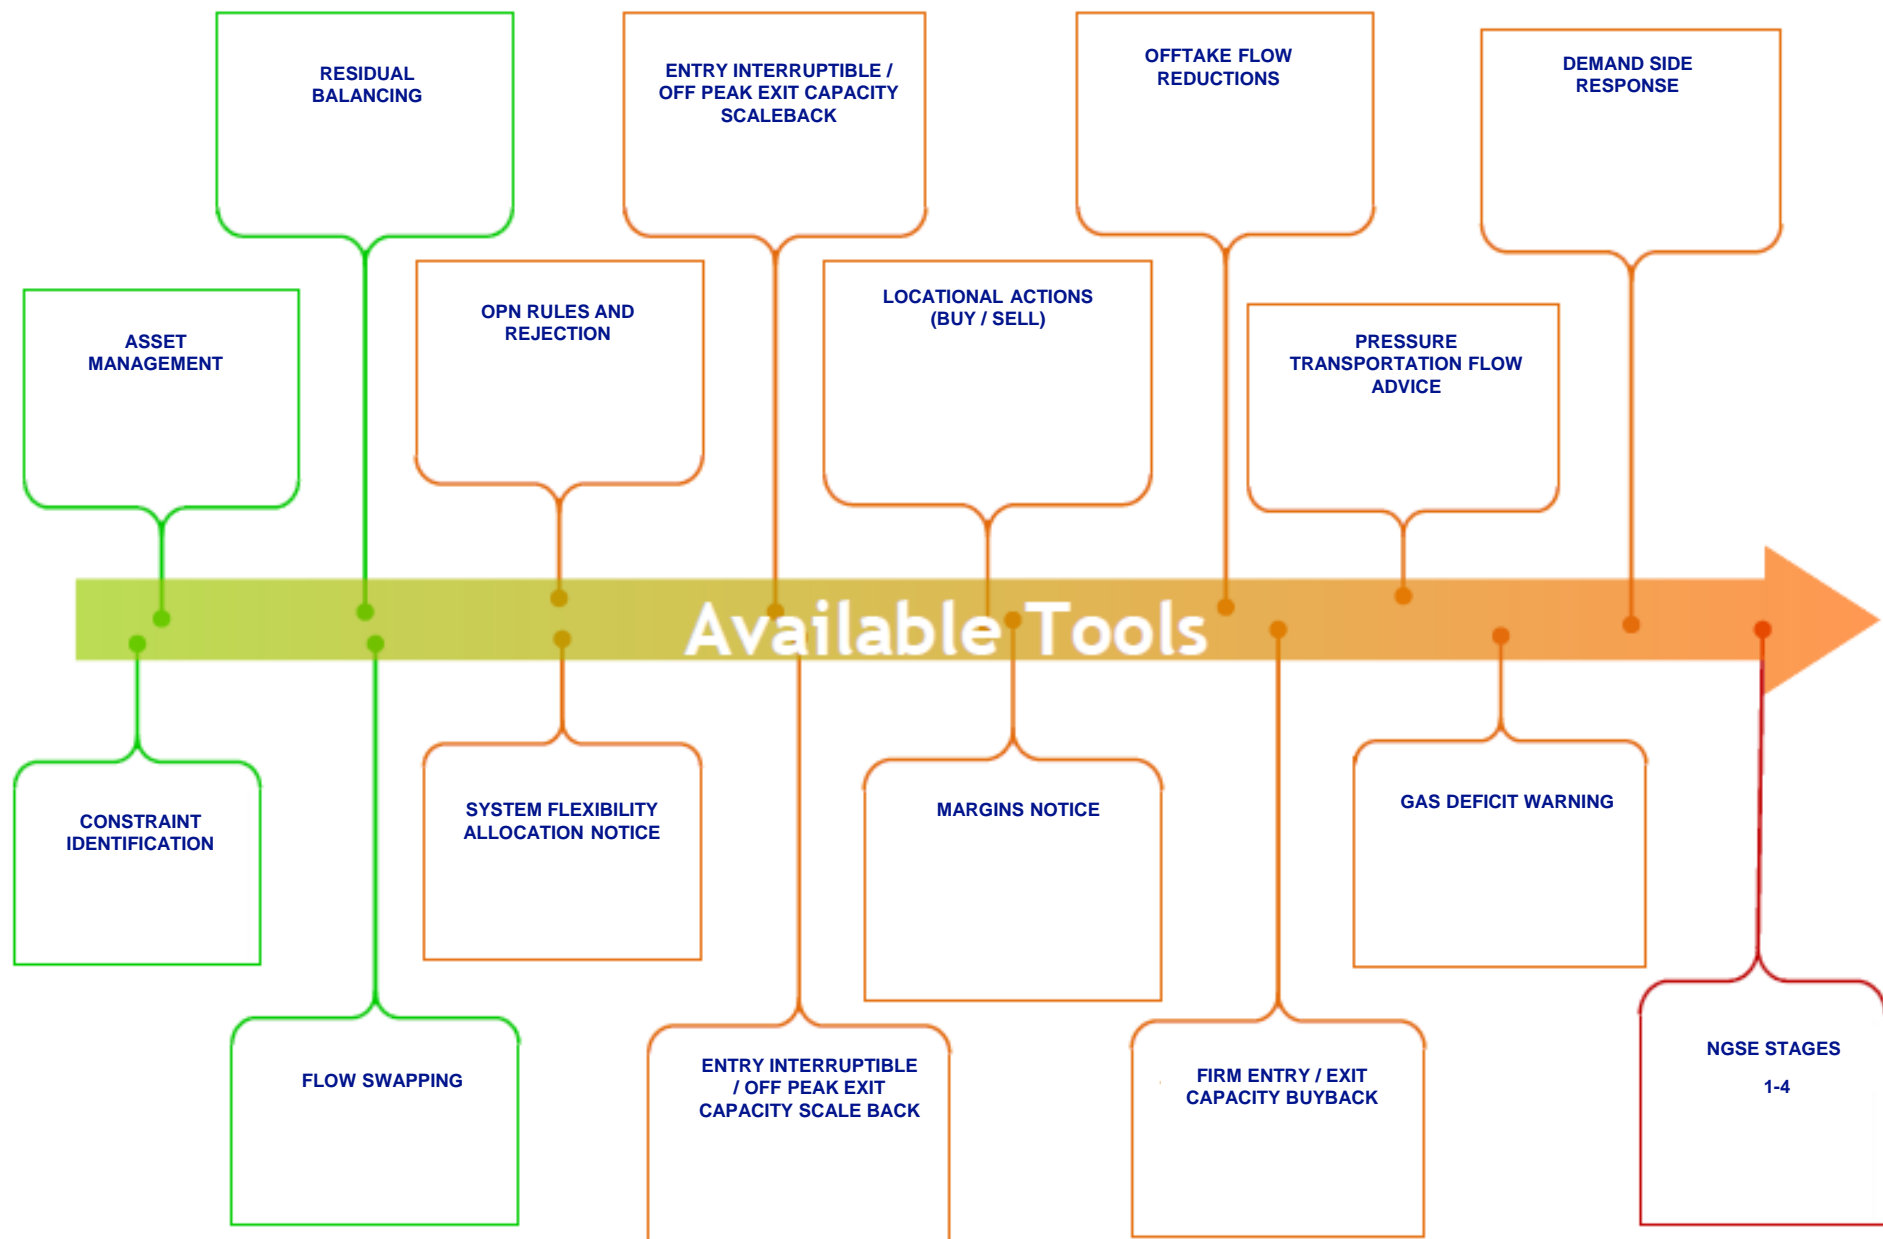 RESIDUAL
BALANCING
ENTRY INTERRUPTIBLE /
OFF PEAK EXIT CAPACITY
SCALEBACK
OFFTAKE FLOW
REDUCTIONS
DEMAND SIDE
RESPONSE
ASSET
MANAGEMENT
OPN RULES AND
REJECTION
LOCATIONAL ACTIONS
(BUY / SELL)
PRESSURE
TRANSPORTATION FLOW
ADVICE
Available Tools
CONSTRAINT
IDENTIFICATION
SYSTEM FLEXIBILITY
ALLOCATION NOTICE
MARGINS NOTICE
GAS DEFICIT WARNING
FLOW SWAPPING
ENTRY INTERRUPTIBLE
/ OFF PEAK EXIT
CAPACITY SCALE BACK
FIRM ENTRY / EXIT
CAPACITY BUYBACK
NGSE STAGES
1-4